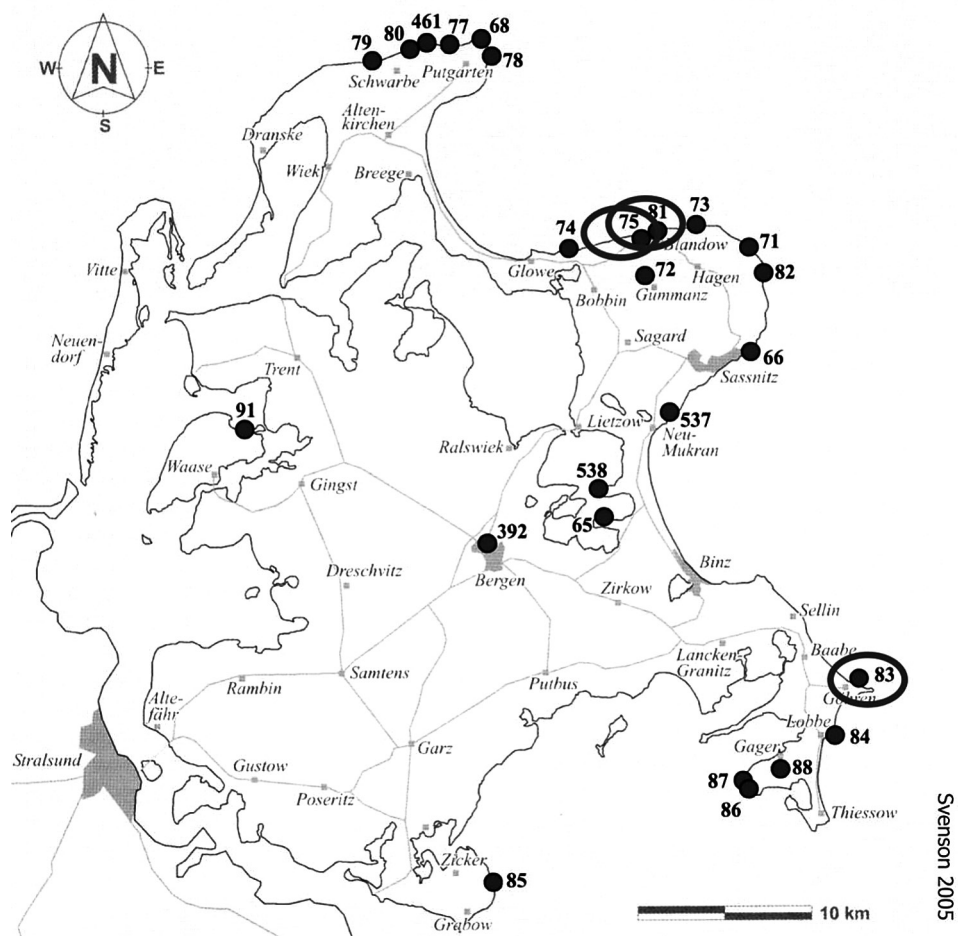 79
80
461
77
68
78
W
N
E
S
Schwarbe
Putgarten
Alten-
kirchen
Dranske
Wiek
Breege
74
75
81
73
71
82
Blandow
Glowe
72
Hagen
Bobbin
Gummanz
Vitte
Neuen-
dorf
Sagard
66
Sassnitz
Trent
91
Lietzow
537
Neu-
Mukran
Ralswiek
Waase
Gingst
538
65
392
Bergen
Binz
Dreschvitz
Zirkow
Sellin
Baabe
Lancken-
Granitz
83
Göhren
Samtens
Rambin
Putbus
Alte-
fähr
Lobbe
84
Garz
Gager
Stralsund
Gustow
Poseritz
87
88
86
Thiessow
Zicker
85
Grabow
10 km
Svenson 2005